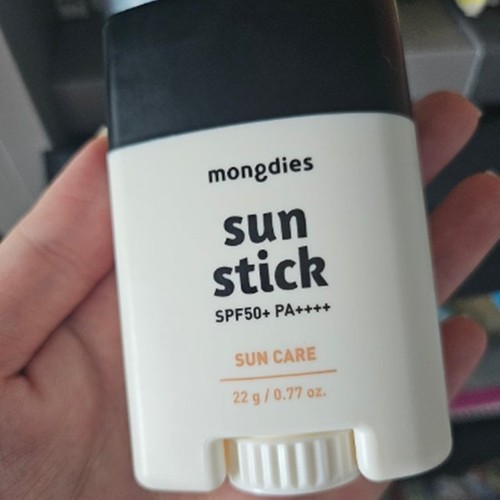 mongdies
sun
stick
SPF50+ PA++++
SUN CARE
22 g / 0.77 oz.